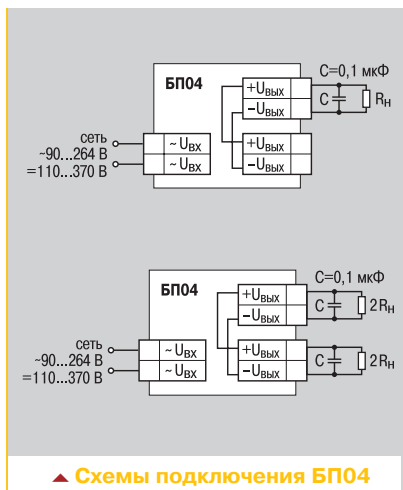 C=0,1 мкФ
БП04
+Uвых
−Uвых
C
Rн
сеть
~90...264 В
=110...370 В
~ Uвх
~ Uвх
+Uвых
−Uвых
C=0,1 мкФ
БП04
+Uвых
−Uвых
C
2Rн
сеть
~90...264 В
=110...370 В
~ Uвх
~ Uвх
+Uвых
−Uвых
C
2Rн
Схемы подключения БП04